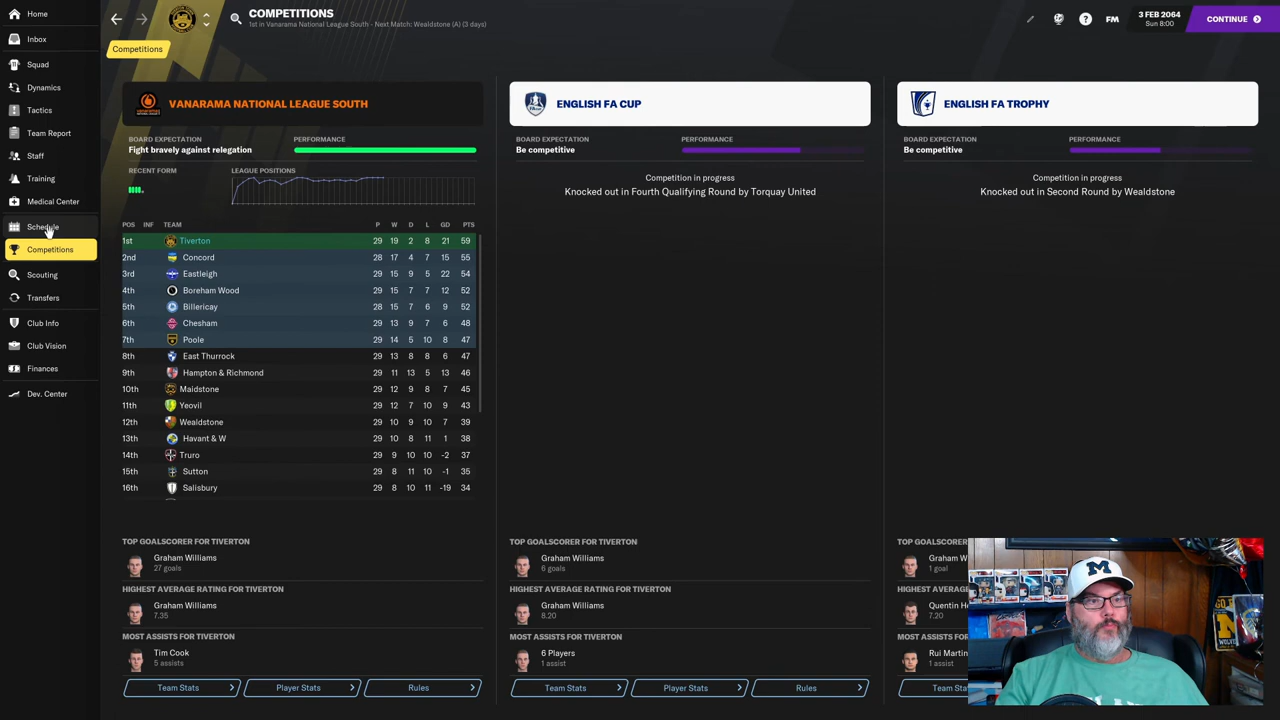 Home
Inbox
Squad
Dynamics
Tactics
Team Report
Staff
Training
Medical Center
Schedule
Competitions
Scouting
Transfers
Club Info
Club Vision
Finances
Dev. Center
COMPETITIONS
1st in Vanarama National League South - Next Match: Wealdstone (A) (3 days)
FM
3 FEB 2064
Sun 8:00
CONTINUE
Competitions
VANARAMA NATIONAL LEAGUE SOUTH
BOARD EXPECTATION PERFORMANCE
Fight bravely against relegation
RECENT FORM LEAGUE POSITIONS
POS INF TEAM P W D L GD PTS
1st Tiverton 29 19 2 8 21 59
2nd Concord 28 17 4 7 15 55
3rd Eastleigh 29 15 9 5 22 54
4th Boreham Wood 29 15 7 7 12 52
5th Billericay 28 15 7 6 9 52
6th Chesham 29 13 9 7 6 48
7th Poole 29 14 5 10 8 47
8th East Thurrock 29 13 8 8 6 47
9th Hampton & Richmond 29 11 13 5 13 46
10th Maidstone 29 12 9 8 7 45
11th Yeovil 29 12 7 10 9 43
12th Wealdstone 29 10 9 10 7 39
13th Havant & W 29 10 8 11 1 38
14th Truro 29 9 10 10 -2 37
15th Sutton 29 8 11 10 -1 35
16th Salisbury 29 8 10 11 -19 34
TOP GOALSCORER FOR TIVERTON
Graham Williams
27 goals
HIGHEST AVERAGE RATING FOR TIVERTON
Graham Williams
7.35
MOST ASSISTS FOR TIVERTON
Tim Cook
5 assists
Team Stats Player Stats Rules
ENGLISH FA CUP
BOARD EXPECTATION PERFORMANCE
Be competitive
Competition in progress
Knocked out in Fourth Qualifying Round by Torquay United
TOP GOALSCORER FOR TIVERTON
Graham Williams
6 goals
HIGHEST AVERAGE RATING FOR TIVERTON
Graham Williams
8.20
MOST ASSISTS FOR TIVERTON
6 Players
1 assist
Team Stats Player Stats Rules
ENGLISH FA TROPHY
BOARD EXPECTATION PERFORMANCE
Be competitive
Competition in progress
Knocked out in Second Round by Wealdstone
TOP GOALS
Graham W
1 goal
HIGHEST AVERAG
Quentin He
7.20
MOST ASSISTS FO
Rui Martin
1 assist
Team Sta
M